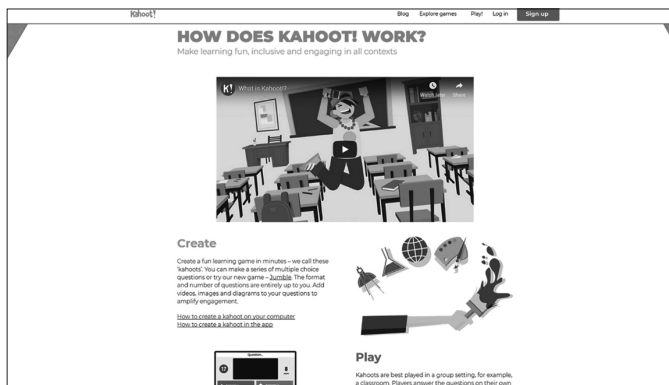 Kahoot!
Blog Explore games Play! Log in Sign up
HOW DOES KAHOOT! WORK?
Make learning fun, inclusive and engaging in all contexts
K! What is Kahoot!?
Watch later Share
Create
Create a fun learning game in minutes – we call these
'kahoots'. You can make a series of multiple choice
questions or try our new game – Jumble. The format
and number of questions are entirely up to you. Add
videos, images and diagrams to your questions to
amplify engagement.
How to create a kahoot on your computer
How to create a kahoot in the app
Question...
17
Play
Kahoots are best played in a group setting, for example,
a classroom. Players answer the questions on their own